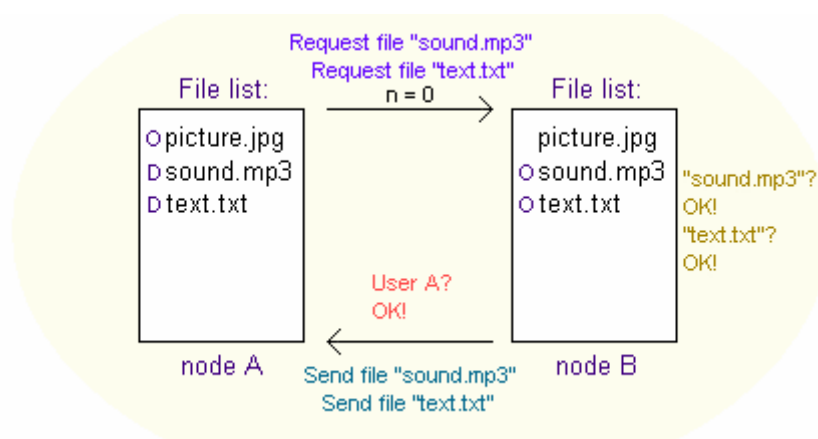 Request file "sound.mp3"
Request file "text.txt"
n = 0
File list:
O picture.jpg
D sound.mp3
D text.txt
node A
File list:
picture.jpg
O sound.mp3
O text.txt
node B
"sound.mp3"?
OK!
"text.txt"?
OK!
User A?
OK!
Send file "sound.mp3"
Send file "text.txt"